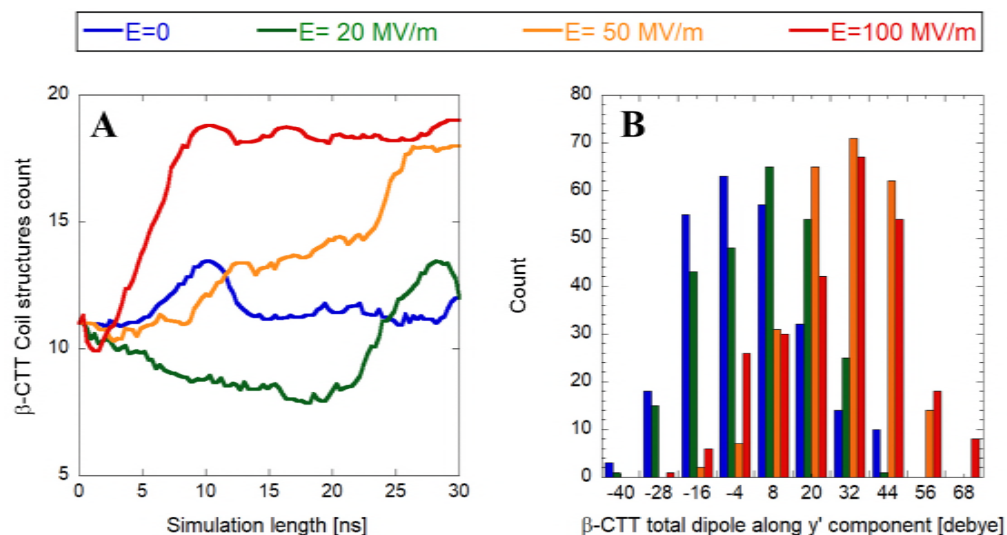 E=0 E= 20 MV/m E= 50 MV/m E=100 MV/m
A
β-CTT Coil structures count
20
15
10
5
0 5 10 15 20 25 30
Simulation length [ns]
B
Count
80
70
60
50
40
30
20
10
0
-40 -28 -16 -4 8 20 32 44 56 68
β-CTT total dipole along y' component [debye]